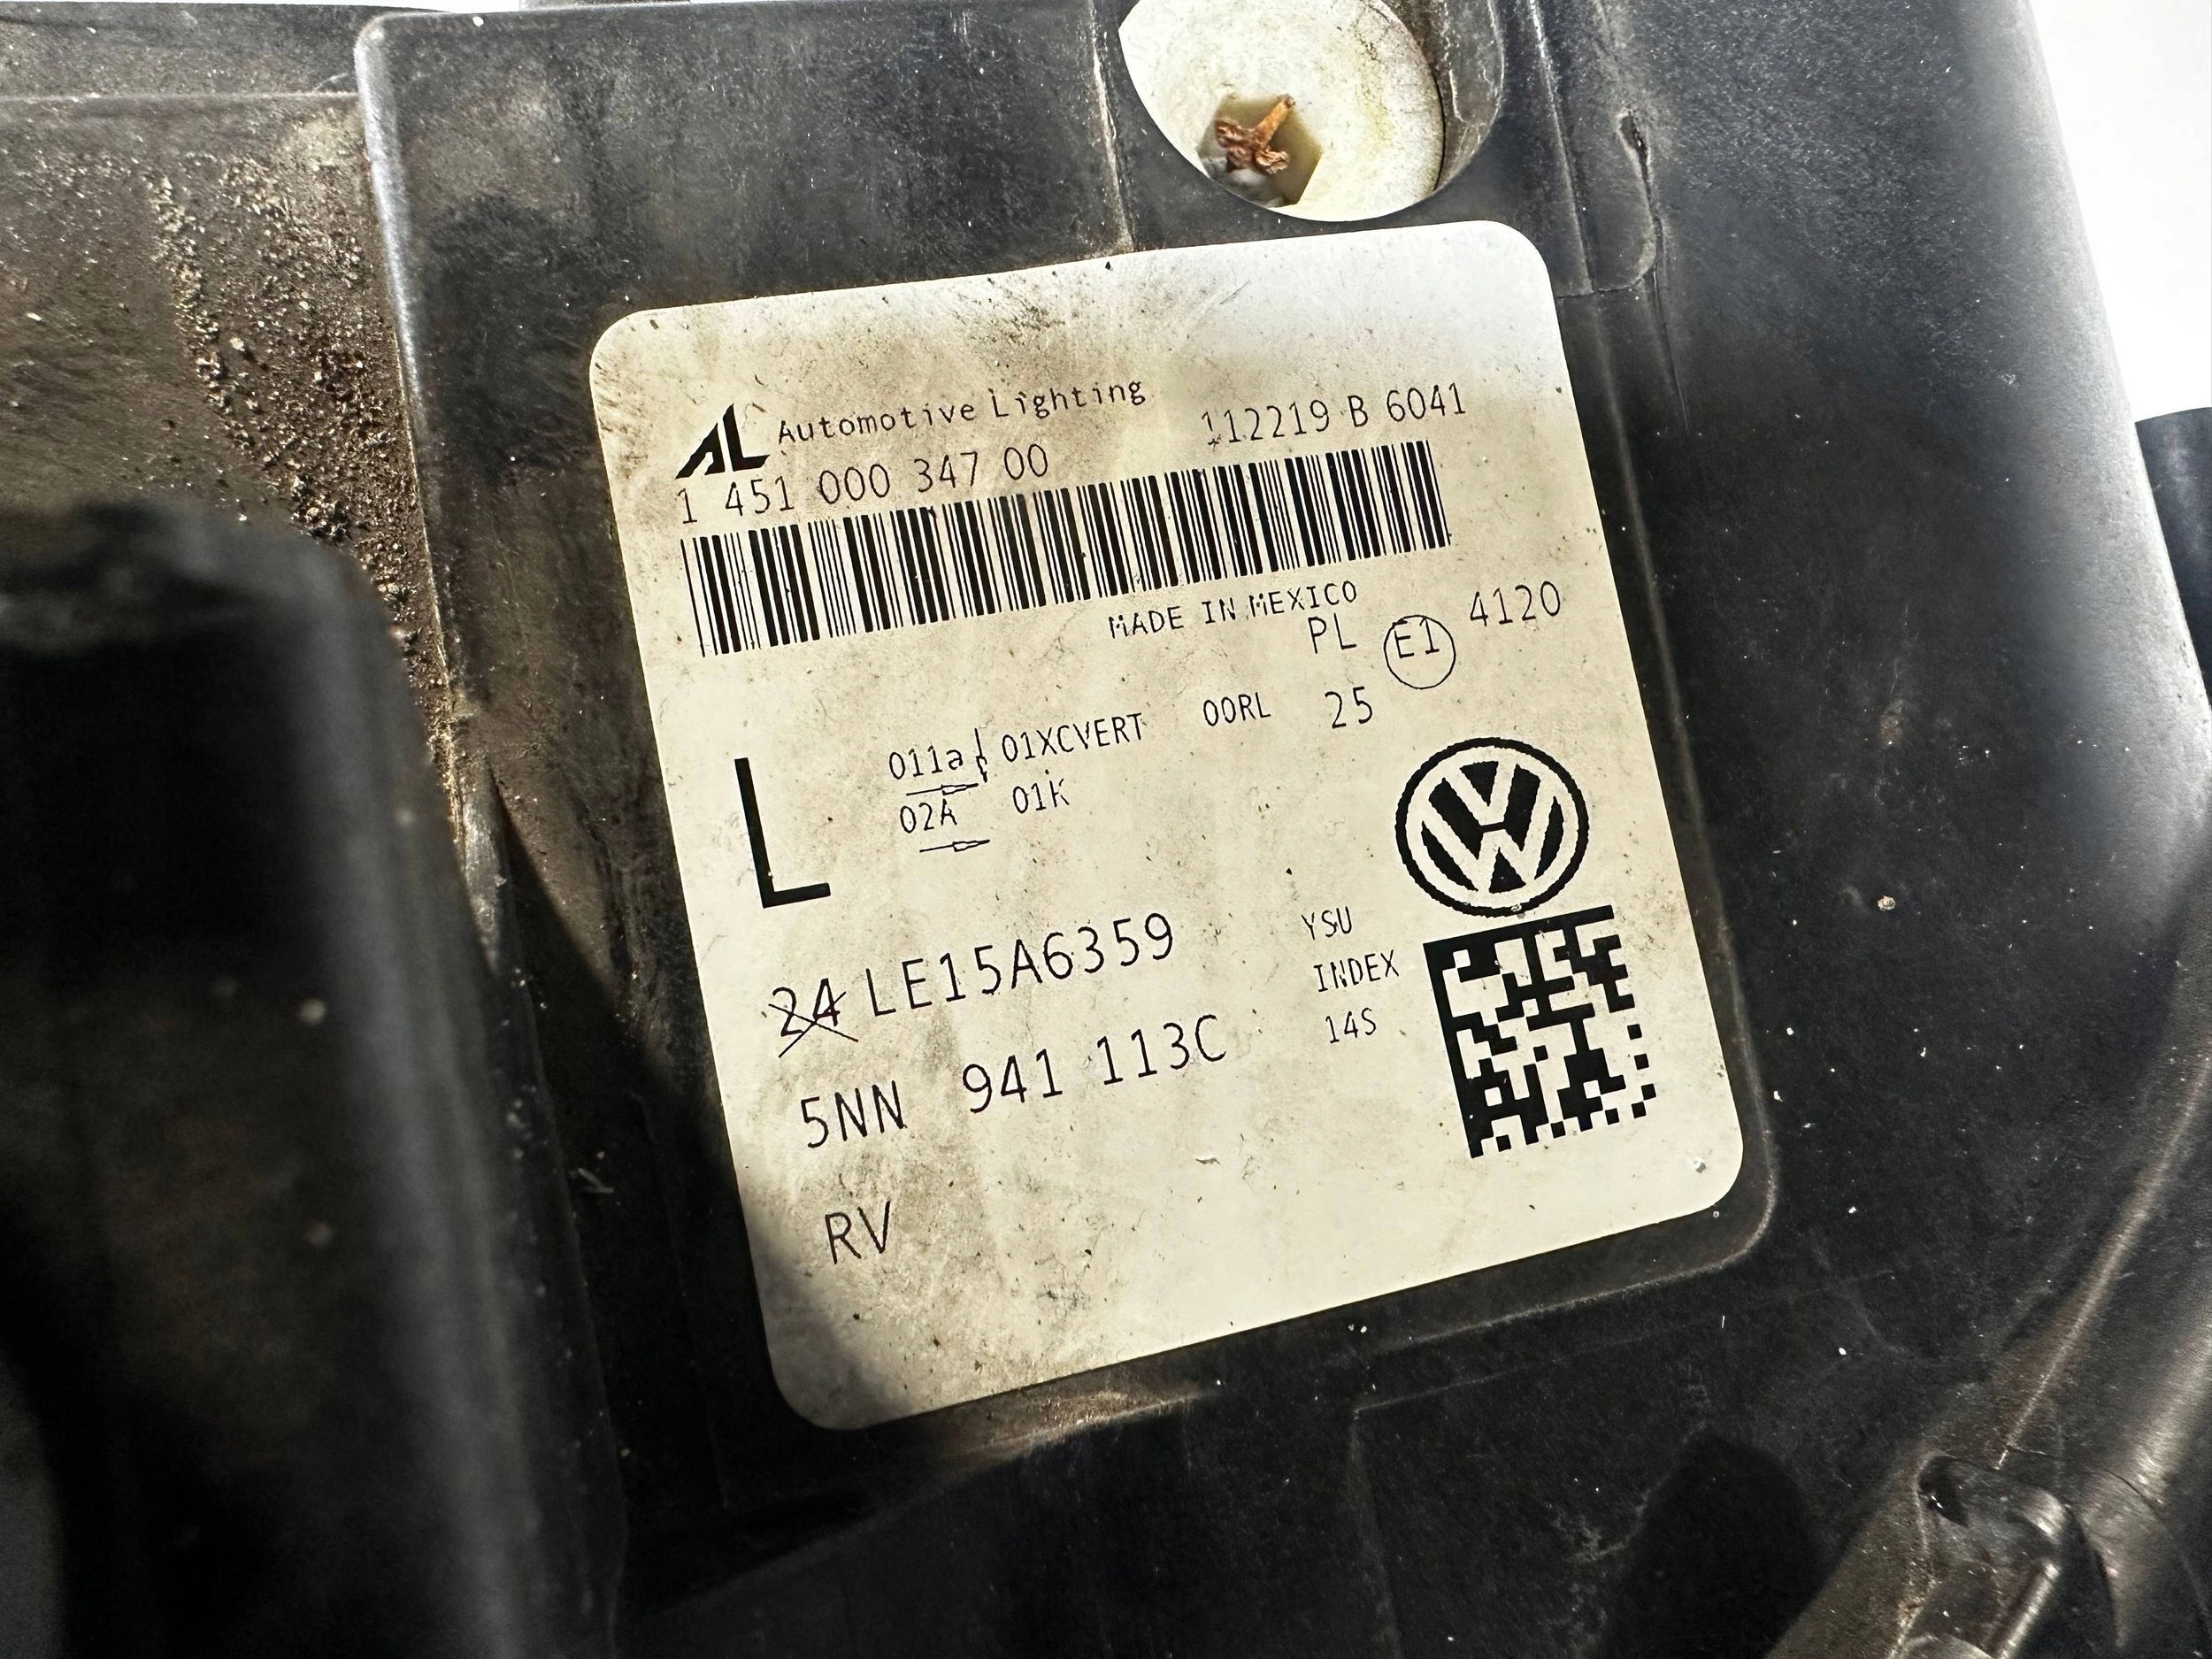 AL Automotive Lighting
112219 B 6041
1 451 000 347 00
MADE IN MEXICO
PL E1 4120
011a 01XCVERT 00RL 25
02A 01K
L
24 LE15A6359
YSU
INDEX
14S
5NN 941 113C
RV